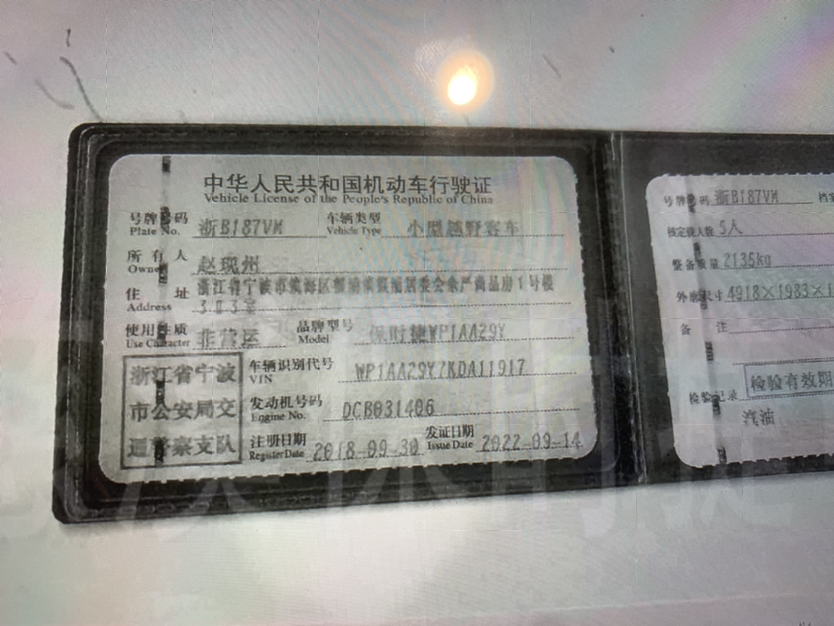 中华人民共和国机动车行驶证
Vehicle License of the People's Republic of China
号牌号码 浙B187VM 车辆类型 小型越野客车
Plate No. Vehicle Type
所有人 赵现州
Owner
住址 浙江省宁波市
Address
使用性质 非营运 品牌型号 保时捷WP1AA29Y
Use Character Model
浙江省宁波
市公安局交
通警察支队
车辆识别代号 WP1AA29Y7KDA11917
VIN
发动机号码 DCB031406
Engine No.
注册日期 2018-09-30 发证日期 2022-09-14
Register Date Issue Date
号牌号码 浙B187VM
核定载人数 5人
整备质量 2135kg
外廓尺寸 4918×1983×1
备注
检验记录 检验有效期
汽油